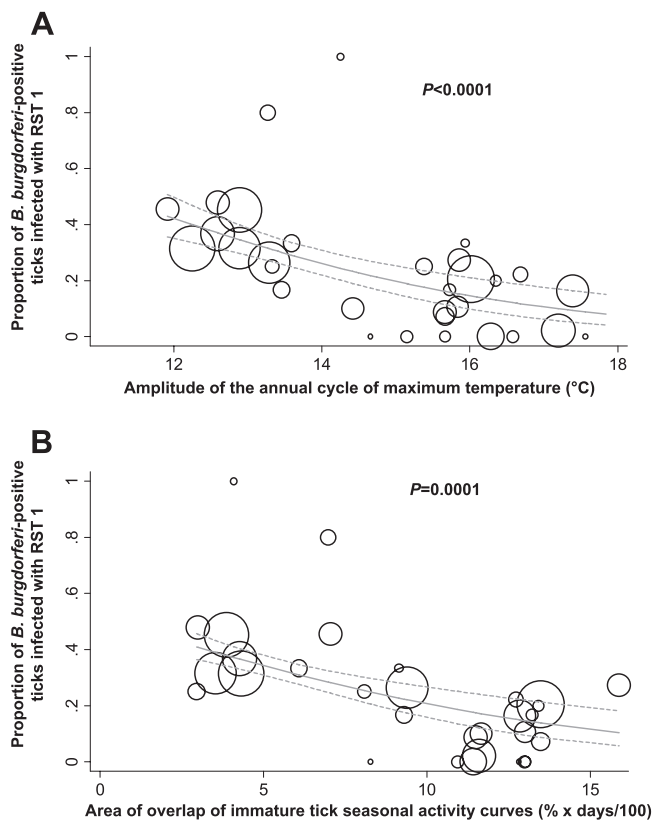 A
Proportion of B. burgdorferi-positive
ticks infected with RST 1
1
.8
.6
.4
.2
0
P<0.0001
12 14 16 18
Amplitude of the annual cycle of maximum temperature (°C)
B
Proportion of B. burgdorferi-positive
ticks infected with RST 1
1
.8
.6
.4
.2
0
P=0.0001
0 5 10 15
Area of overlap of immature tick seasonal activity curves (% x days/100)